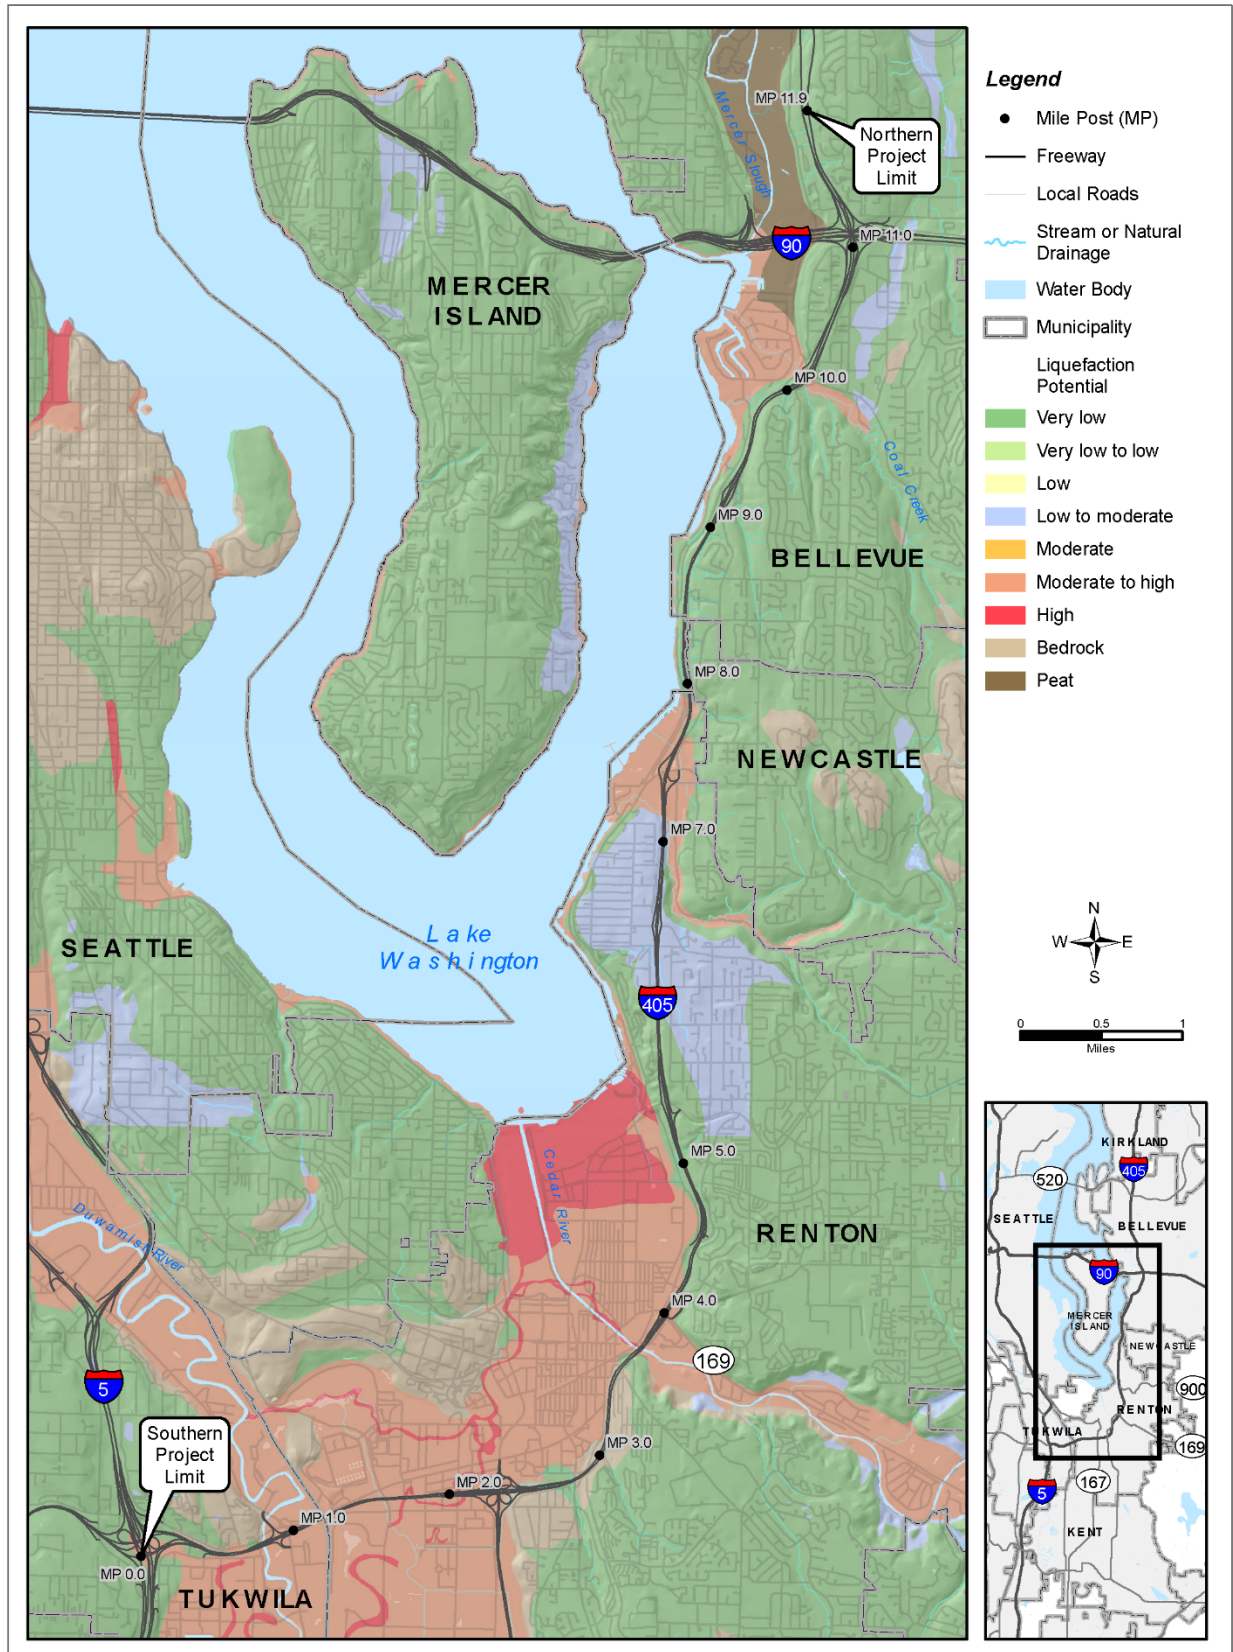 MP 11.9
Northern
Project
Limit
Mercer Slough
90
MP 11.0
MERCER
ISLAND
MP 10.0
Coal Creek
MP 9.0
BELLEVUE
MP 8.0
NEWCASTLE
MP 7.0
SEATTLE
Lake
Washington
405
MP 5.0
Cedar River
RENTON
Duwamish River
MP 4.0
169
5
Southern
Project
Limit
MP 3.0
MP 2.0
MP 1.0
MP 0.0
TUKWILA
Legend
Mile Post (MP)
Freeway
Local Roads
Stream or Natural
Drainage
Water Body
Municipality
Liquefaction
Potential
Very low
Very low to low
Low
Low to moderate
Moderate
Moderate to high
High
Bedrock
Peat
N
W E
S
0 0.5 1
Miles
KIRKLAND
405
520
SEATTLE
BELLEVUE
90
MERCER
ISLAND
NEWCASTLE
900
RENTON
TUKWILA
169
167
5
KENT